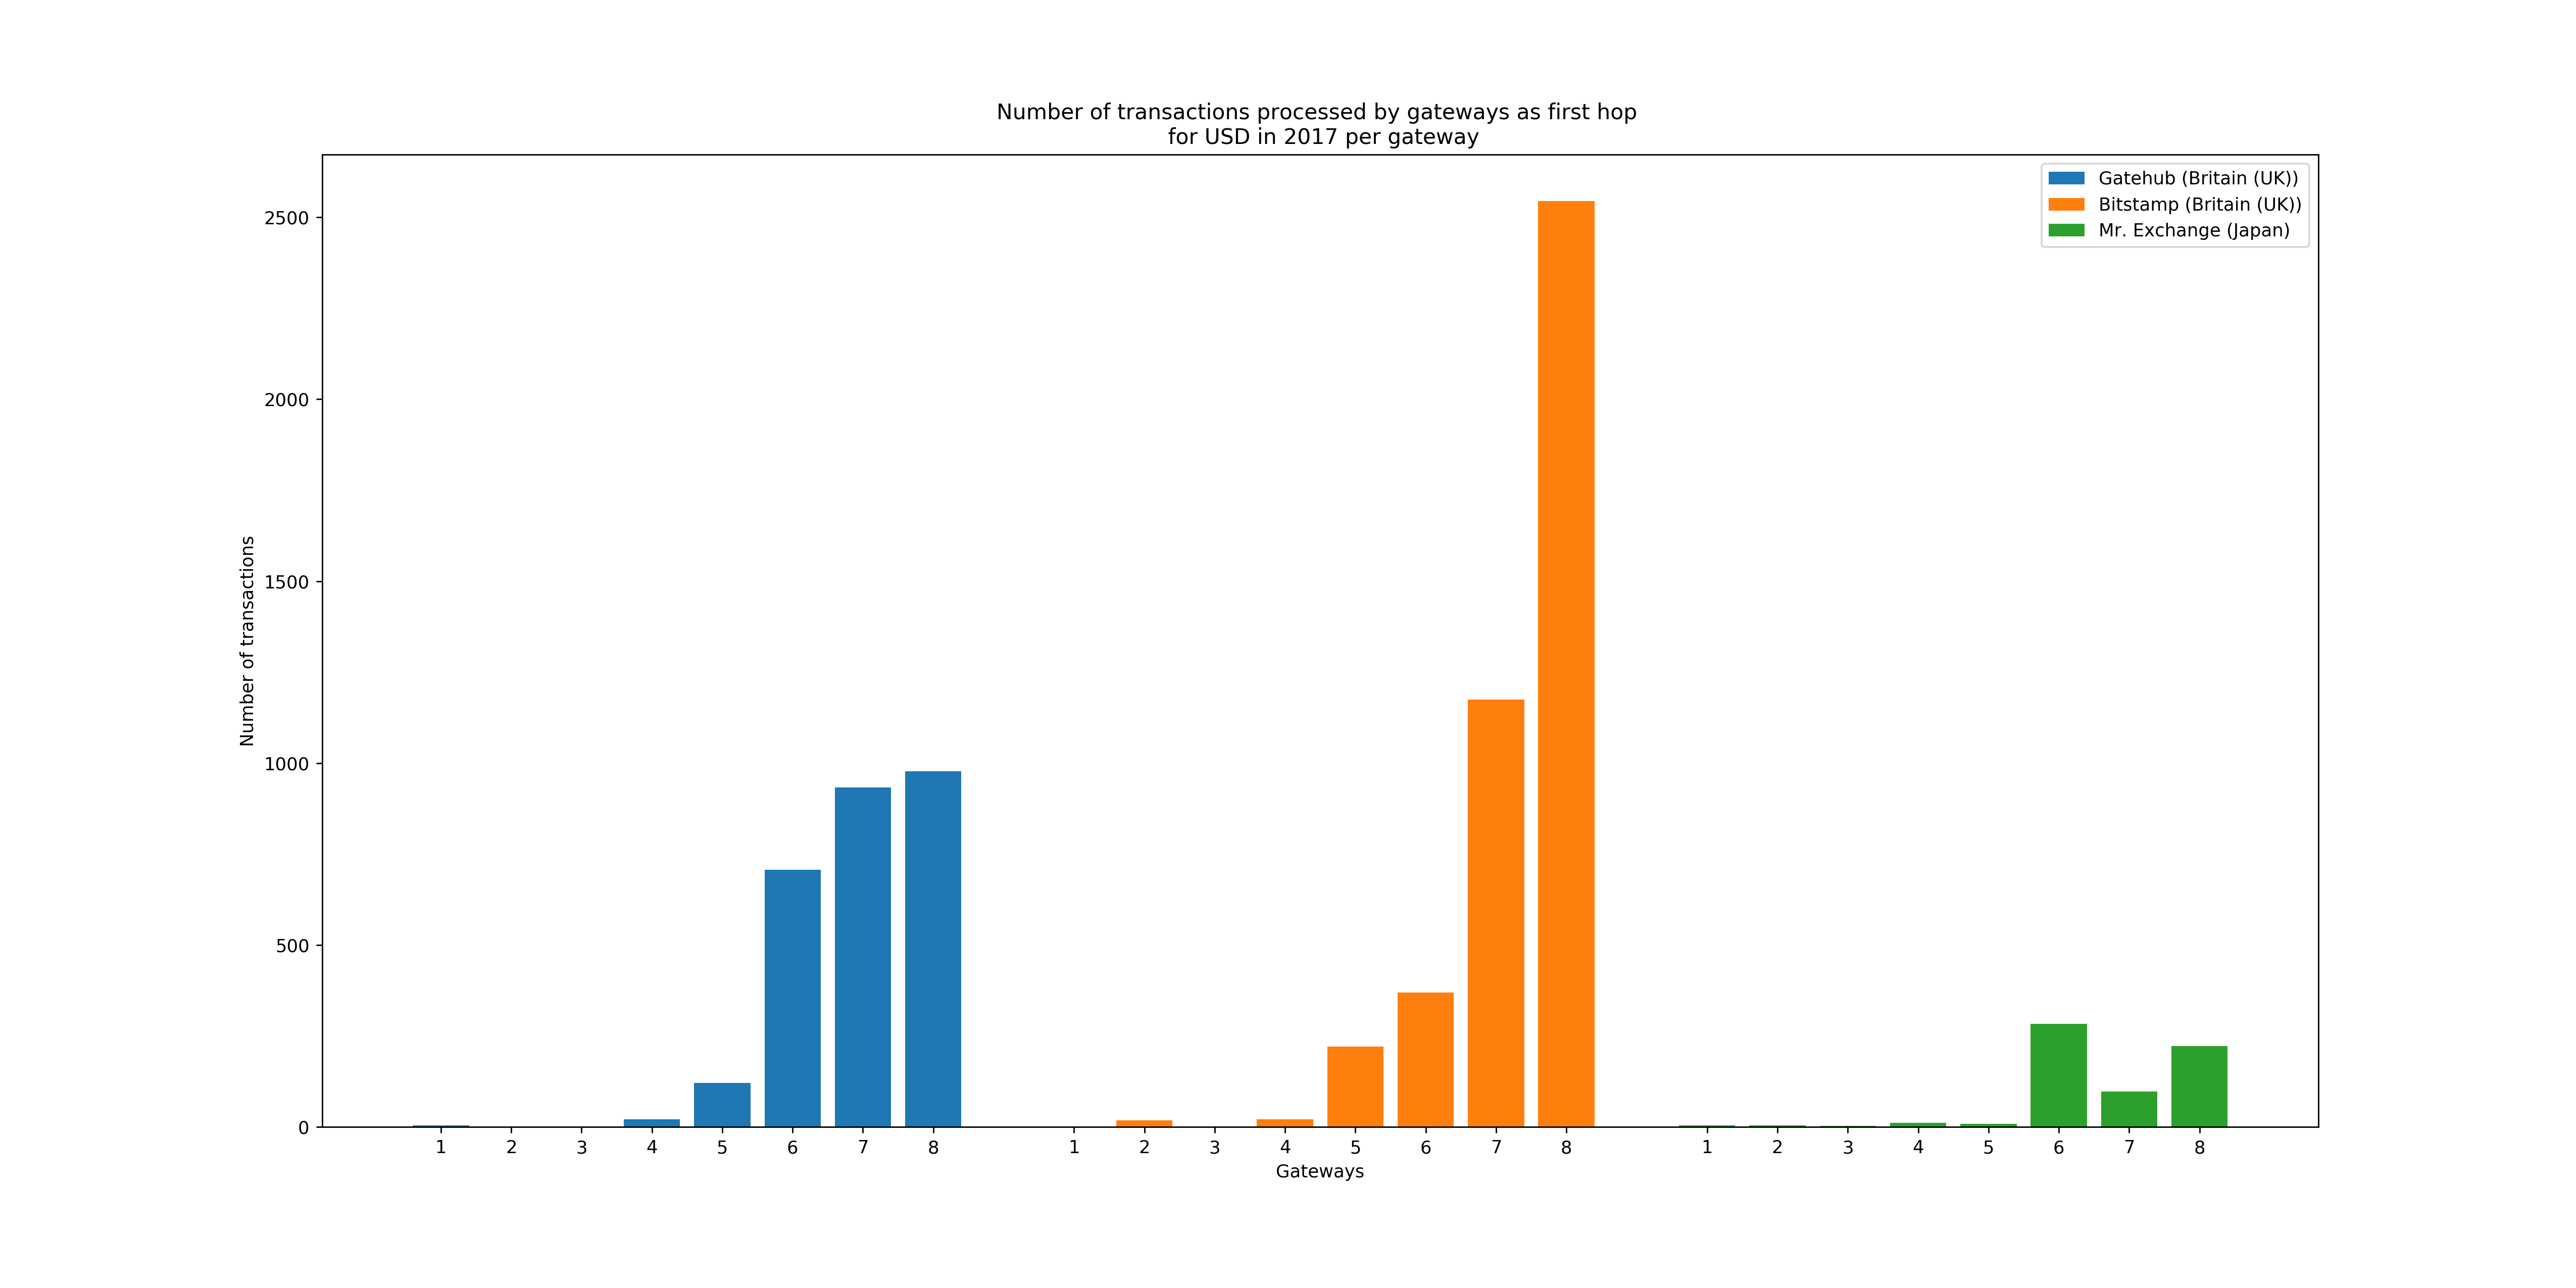 Number of transactions processed by gateways as first hop
for USD in 2017 per gateway
Gatehub (Britain (UK))
Bitstamp (Britain (UK))
Mr. Exchange (Japan)
Number of transactions
2500
2000
1500
1000
500
0
1 2 3 4 5 6 7 8 1 2 3 4 5 6 7 8 1 2 3 4 5 6 7 8
Gateways